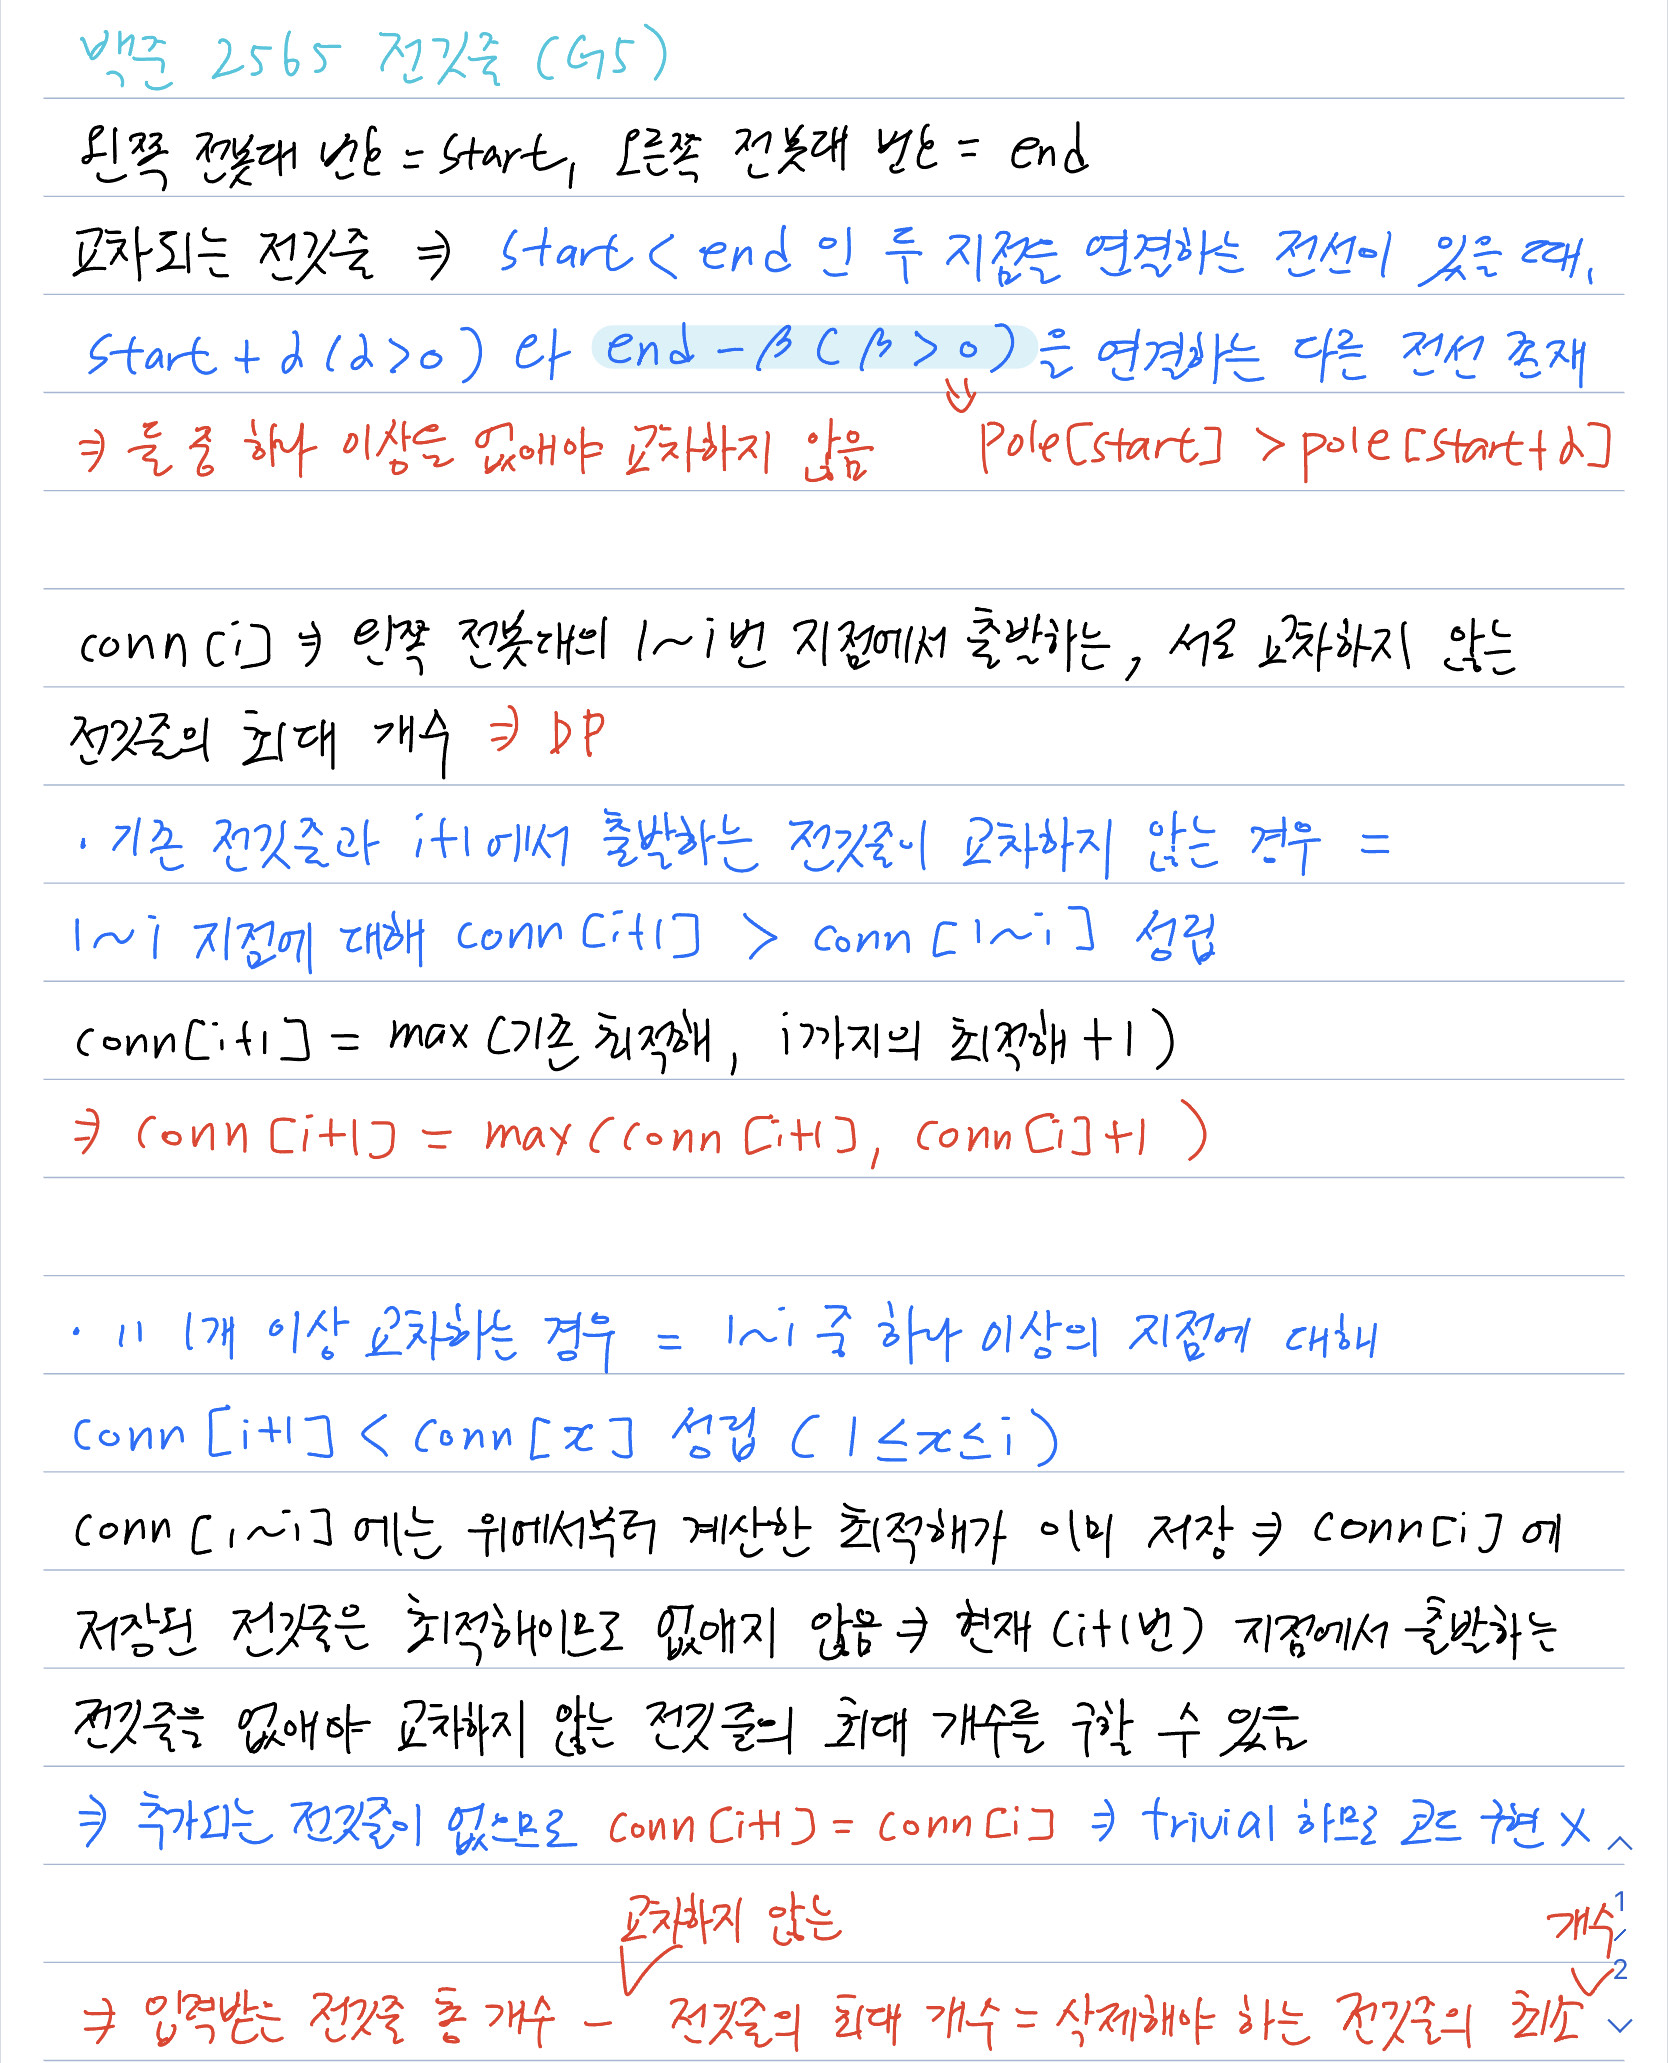 백준 2565 전깃줄 (G5)
왼쪽 전봇대 번호 = start, 오른쪽 전봇대 번호 = end
교차되는 전깃줄 ⇒ start < end 인 두 지점을 연결하는 전선이 있을 때,
start + α (α>0) 와 end - β (β>0) 을 연결하는 다른 전선 존재
⇒ 둘 중 하나 이상을 없애야 교차하지 않음 ⇓ pole[start] > pole[start+α]
conn[i] ⇒ 왼쪽 전봇대의 1~i번 지점에서 출발하는, 서로 교차하지 않는
전깃줄의 최대 개수 ⇒ DP
· 기존 전깃줄과 i+1에서 출발하는 전깃줄이 교차하지 않는 경우 =
1~i 지점에 대해 conn[i+1] > conn[1~i] 성립
conn[i+1] = max(기존 최적해, i까지의 최적해+1)
⇒ conn[i+1] = max(conn[i+1], conn[i]+1)
· 〃 1개 이상 교차하는 경우 = 1~i 중 하나 이상의 지점에 대해
conn[i+1] < conn[x] 성립 (1≤x≤i)
conn[1~i]에는 위에서부터 계산한 최적해가 이미 저장 ⇒ conn[i]에
저장된 전깃줄은 최적해이므로 없애지 않음 ⇒ 현재 (i+1번) 지점에서 출발하는
전깃줄을 없애야 교차하지 않는 전깃줄의 최대 개수를 구할 수 있음
⇒ 추가되는 전깃줄이 없으므로 conn[i+1] = conn[i] ⇒ trivial 하므로 코드 구현 X
교차하지 않는 개수
⇒ 입력받은 전깃줄 총 개수 - 전깃줄의 최대 개수 = 삭제해야 하는 전깃줄의 최소
1
/
2